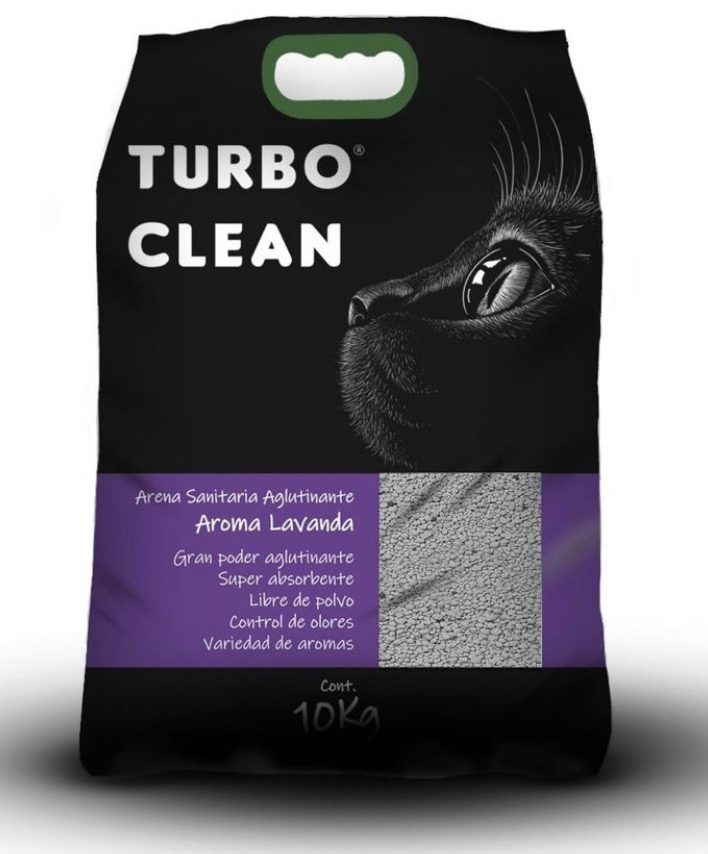 TURBO®
CLEAN
Arena Sanitaria Aglutinante
Aroma Lavanda
Gran poder aglutinante
Super absorbente
Libre de polvo
Control de olores
Variedad de aromas
Cont.
10Kg